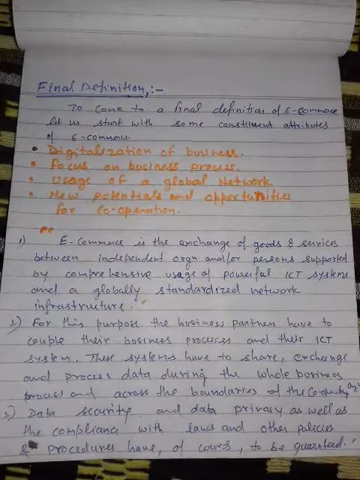 Final Definition,:-
To come to a final definition of E-Commerce
let us start with some constituent attributes
of E-commerce.
• Digitalization of business.
• Focus on business process.
• Usage of a global Network
• New potentials and opportunities
for Co-operation.
1) E-Commerce is the exchange of goods & services
between independent orgn and/or persons supported
by comprehensive usage of powerful ICT systems
and a globally standardized network
infrastructure.
2) For this purpose the business partners have to
couple their business processes and their ICT
system. These systems have to share, exchange
and process data during the whole business
process and across the boundaries of the
3) Data security and data privacy as well as
the compliance with laws and other policies
& procedures have, of course, to be guaranteed.